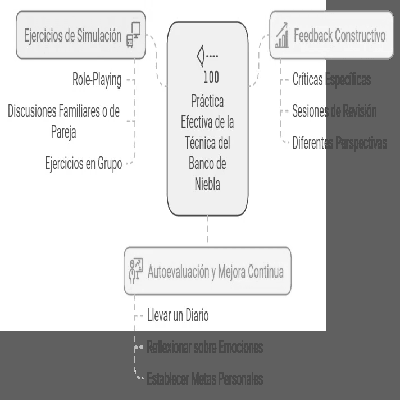 Ejercicios de Simulación
Role-Playing
Discusiones Familiares o de
Pareja
Ejercicios en Grupo
100
Práctica
Efectiva de la
Técnica del
Banco de
Niebla
Feedback Constructivo
Críticas Específicas
Sesiones de Revisión
Diferentes Perspectivas
Autoevaluación y Mejora Continua
Llevar un Diario
Reflexionar sobre Emociones
Establecer Metas Personales